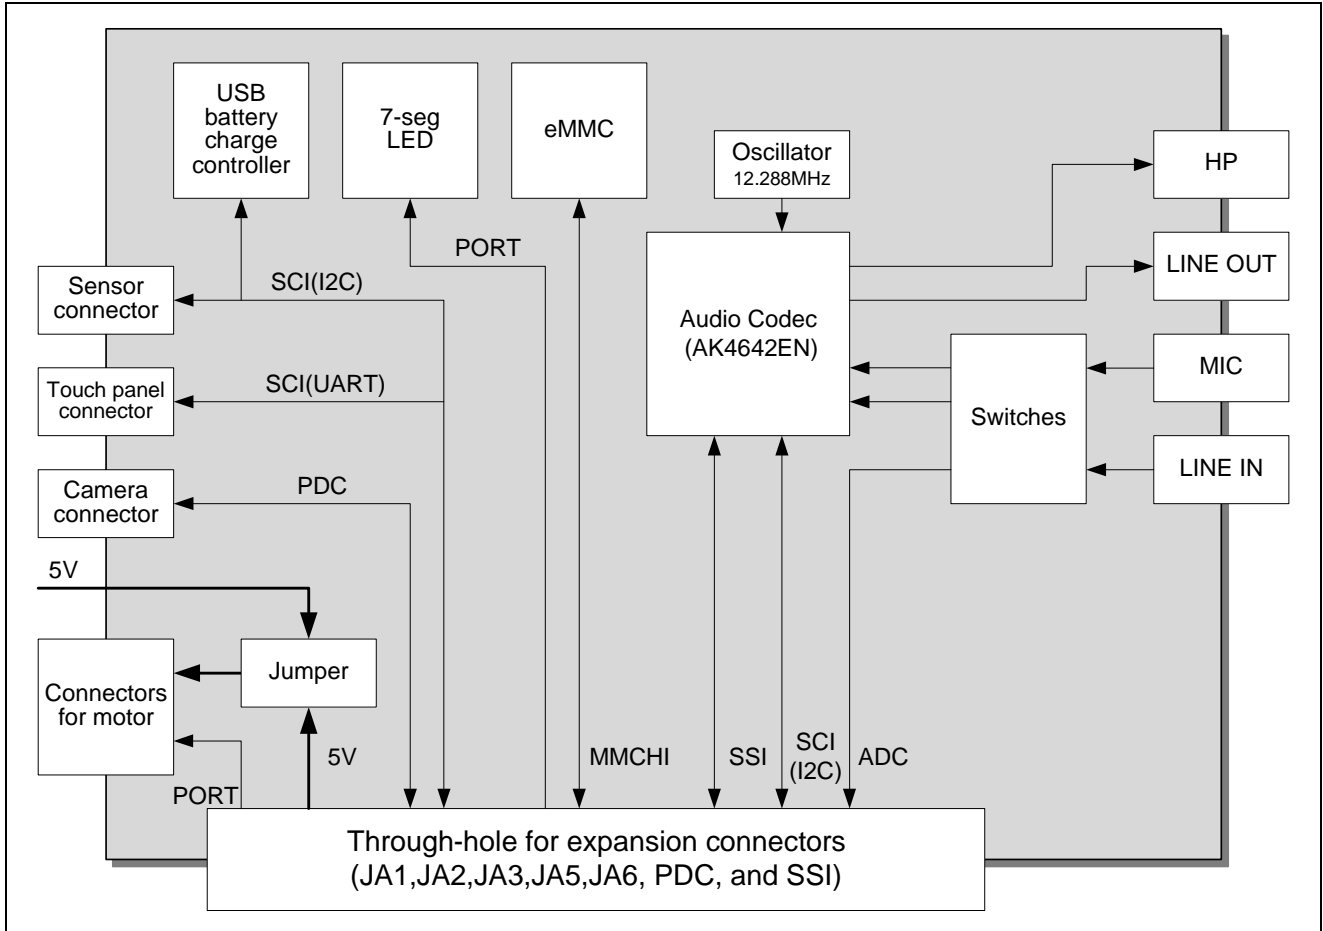 USB
battery
charge
controller
7-seg
LED
eMMC
Oscillator
12.288MHz
HP
PORT
LINE OUT
Sensor
connector
SCI(I2C)
Audio Codec
(AK4642EN)
MIC
Touch panel
connector
SCI(UART)
Switches
LINE IN
Camera
connector
PDC
5V
Jumper
Connectors
for motor
5V
MMCHI
SSI
SCI
(I2C)
ADC
PORT
Through-hole for expansion connectors
(JA1,JA2,JA3,JA5,JA6, PDC, and SSI)